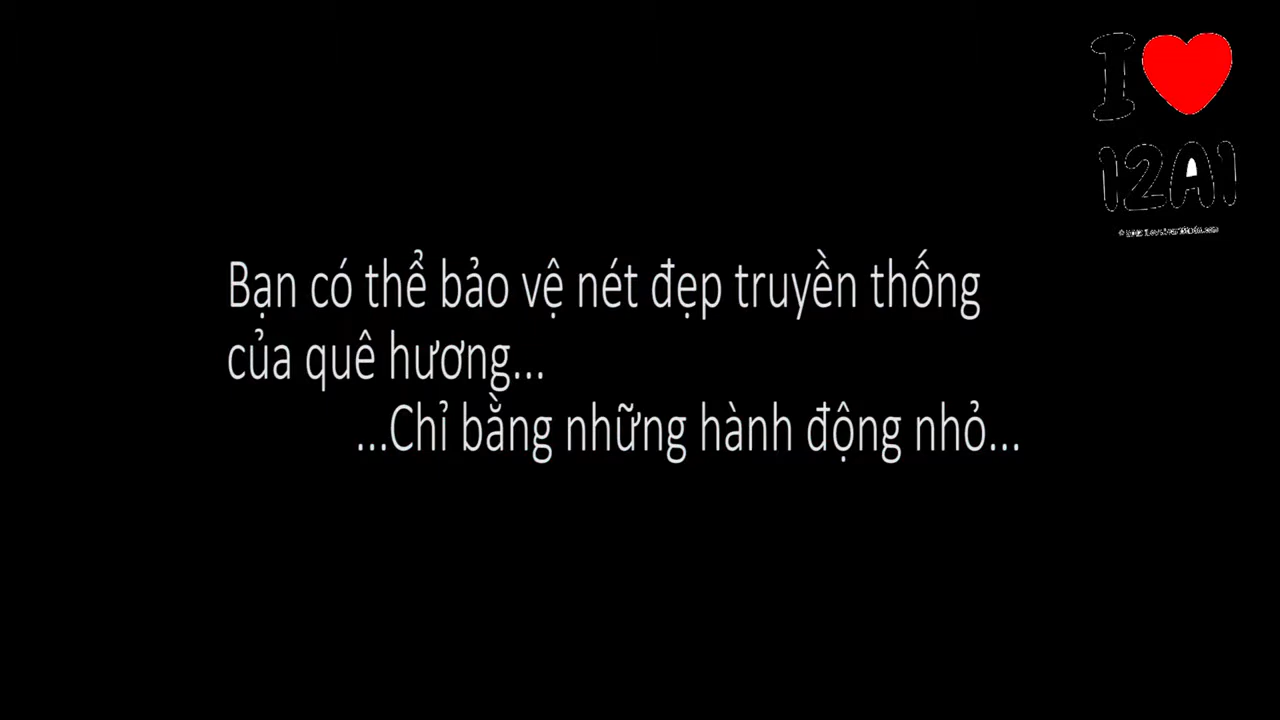 I
12A1
Bạn có thể bảo vệ nét đẹp truyền thống
của quê hương...
...Chỉ bằng những hành động nhỏ...